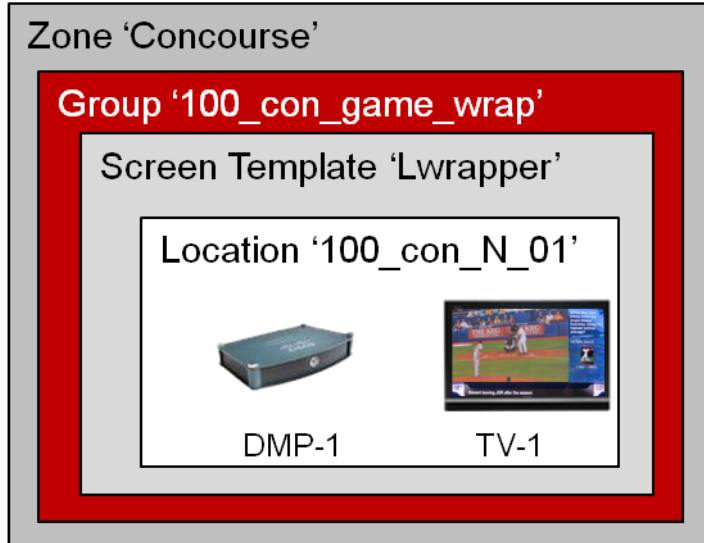 Zone ‘Concourse’
Group ‘100_con_game_wrap’
Screen Template ‘Lwrapper’
Location ‘100_con_N_01’
DMP-1
TV-1